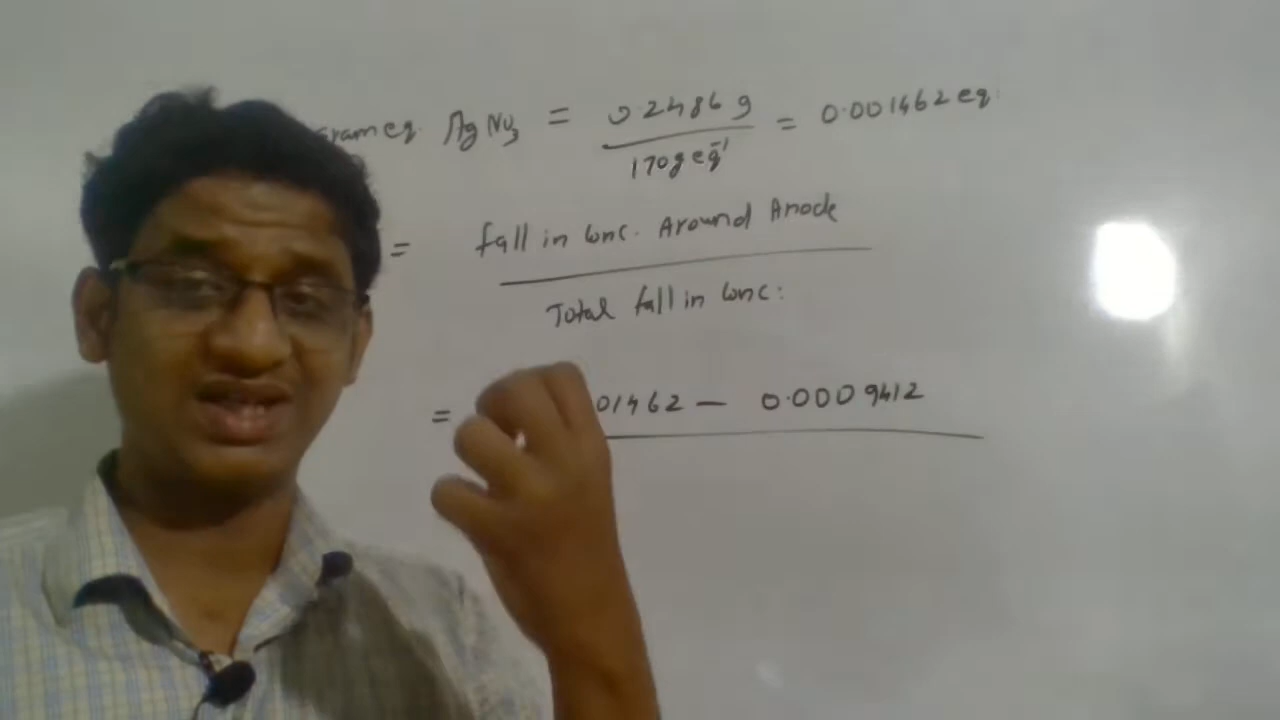 gram eq. AgNO3 = 0.2486 g / 170 g eq⁻¹ = 0.001462 eq.
= fall in conc. Around Anode
Total fall in conc:
= 01462 — 0.0009412